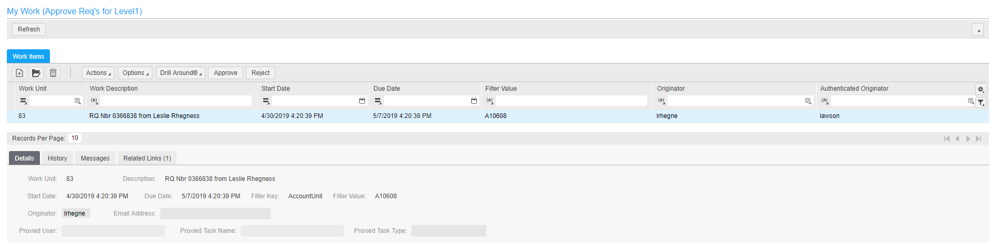 My Work (Approve Req's for Level1)
Refresh
Work Items
Actions Options Drill Around® Approve Reject
Work Unit Work Description Start Date Due Date Filter Value Originator Authenticated Originator
(A) (A) (A) (A)
83 RQ Nbr 0366838 from Leslie Rhegness 4/30/2019 4:20:39 PM 5/7/2019 4:20:39 PM A10608 lrhegne lawson
Records Per Page: 10
Details History Messages Related Links (1)
Work Unit: 83 Description: RQ Nbr 0366838 from Leslie Rhegness
Start Date: 4/30/2019 4:20:39 PM Due Date: 5/7/2019 4:20:39 PM Filter Key: AccountUnit Filter Value: A10608
Originator: lrhegne Email Address:
Proxied User: Proxied Task Name: Proxied Task Type: